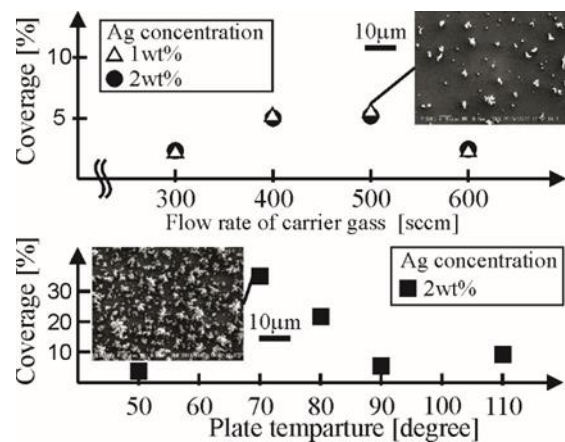 Coverage [%]
10
5
Ag concentration
△ 1wt%
● 2wt%
10μm
300 400 500 600
Flow rate of carrier gass [sccm]
Coverage [%]
30
20
10
10μm
Ag concentration
■ 2wt%
50 60 70 80 90 100 110
Plate temparture [degree]